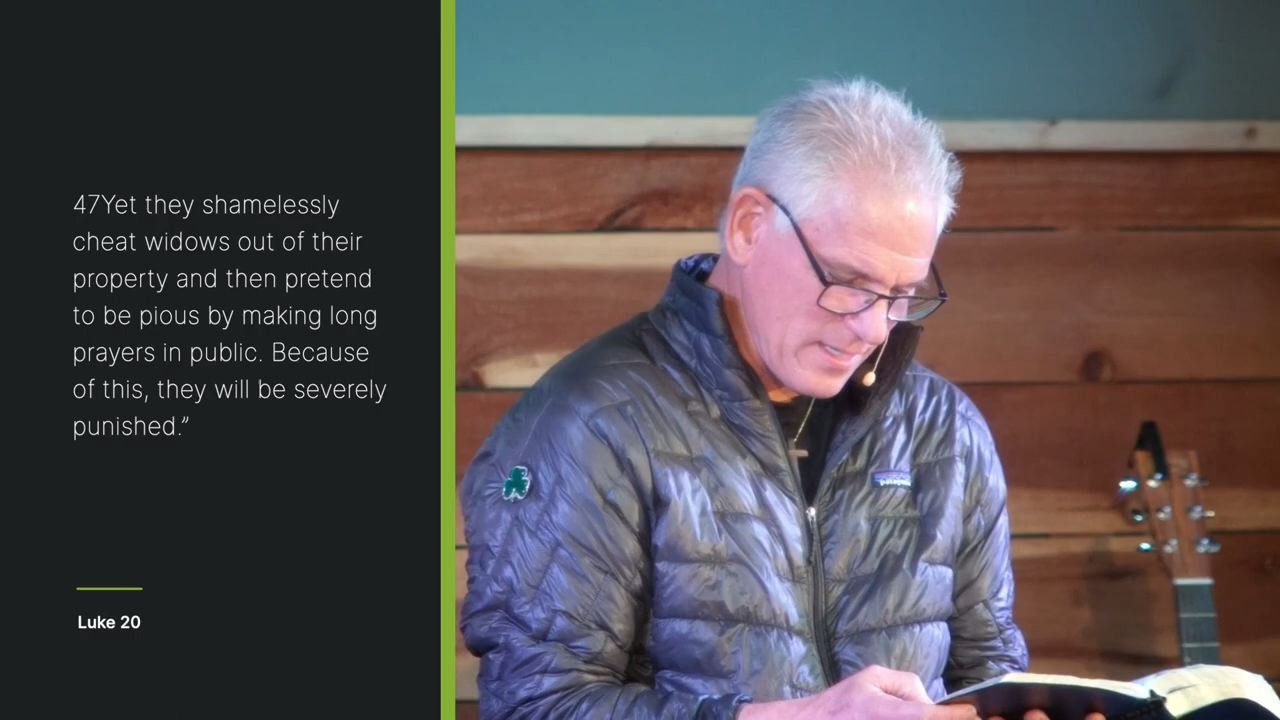 47Yet they shamelessly
cheat widows out of their
property and then pretend
to be pious by making long
prayers in public. Because
of this, they will be severely
punished.”
Luke 20